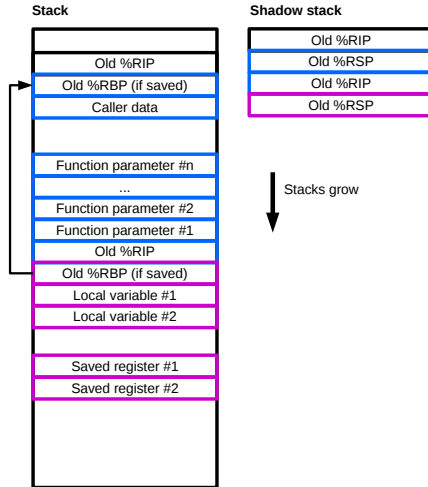 Stack
Old %RIP
Old %RBP (if saved)
Caller data
Function parameter #n
...
Function parameter #2
Function parameter #1
Old %RIP
Old %RBP (if saved)
Local variable #1
Local variable #2
Saved register #1
Saved register #2
Shadow stack
Old %RIP
Old %RSP
Old %RIP
Old %RSP
Stacks grow